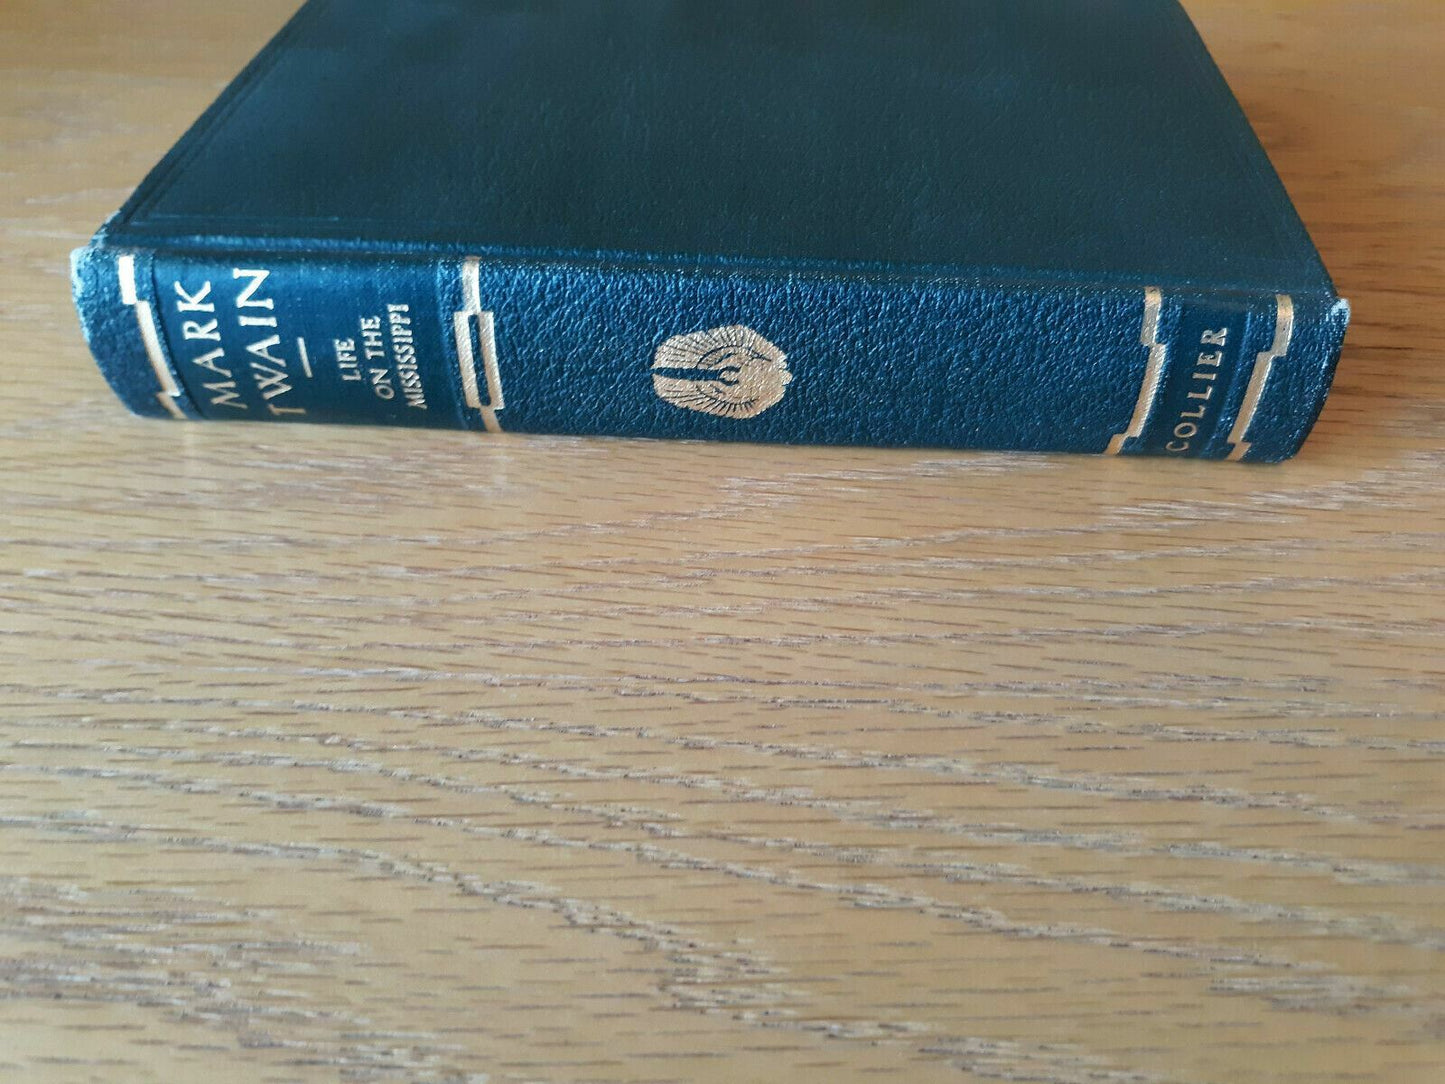 MARK
TWAIN
LIFE
ON THE
MISSISSIPPI
COLLIER